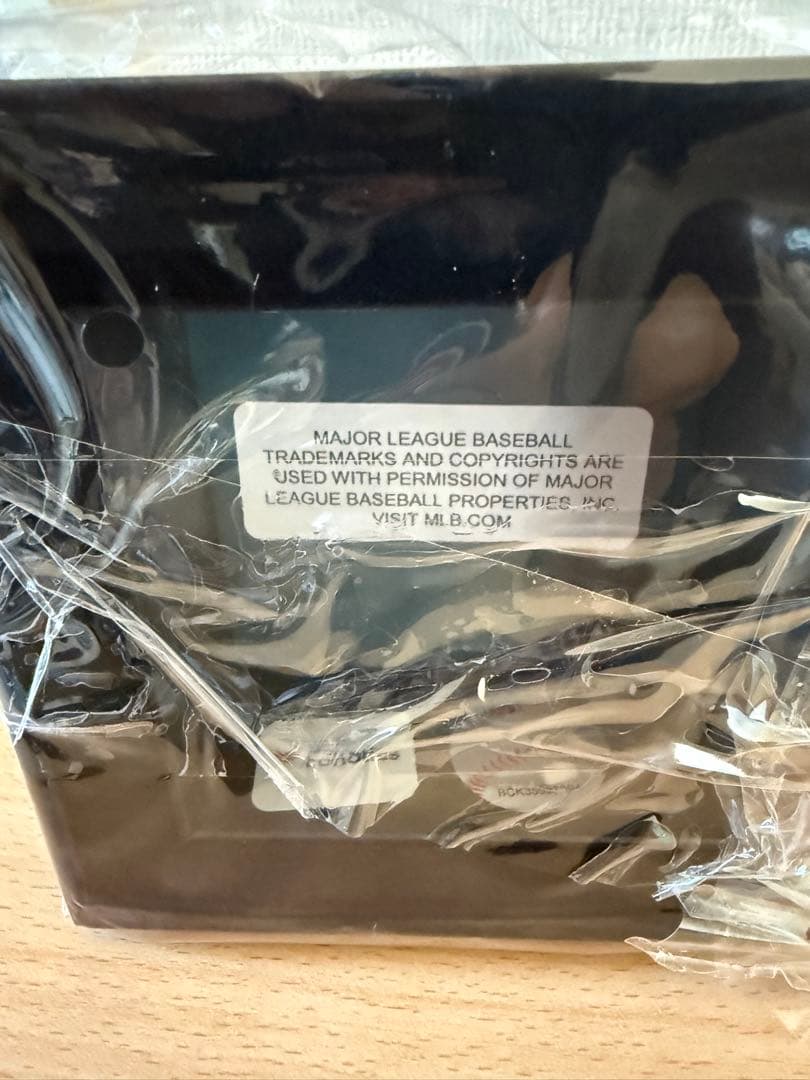 MAJOR LEAGUE BASEBALL
TRADEMARKS AND COPYRIGHTS ARE
USED WITH PERMISSION OF MAJOR
LEAGUE BASEBALL PROPERTIES, INC.
VISIT MLB.COM